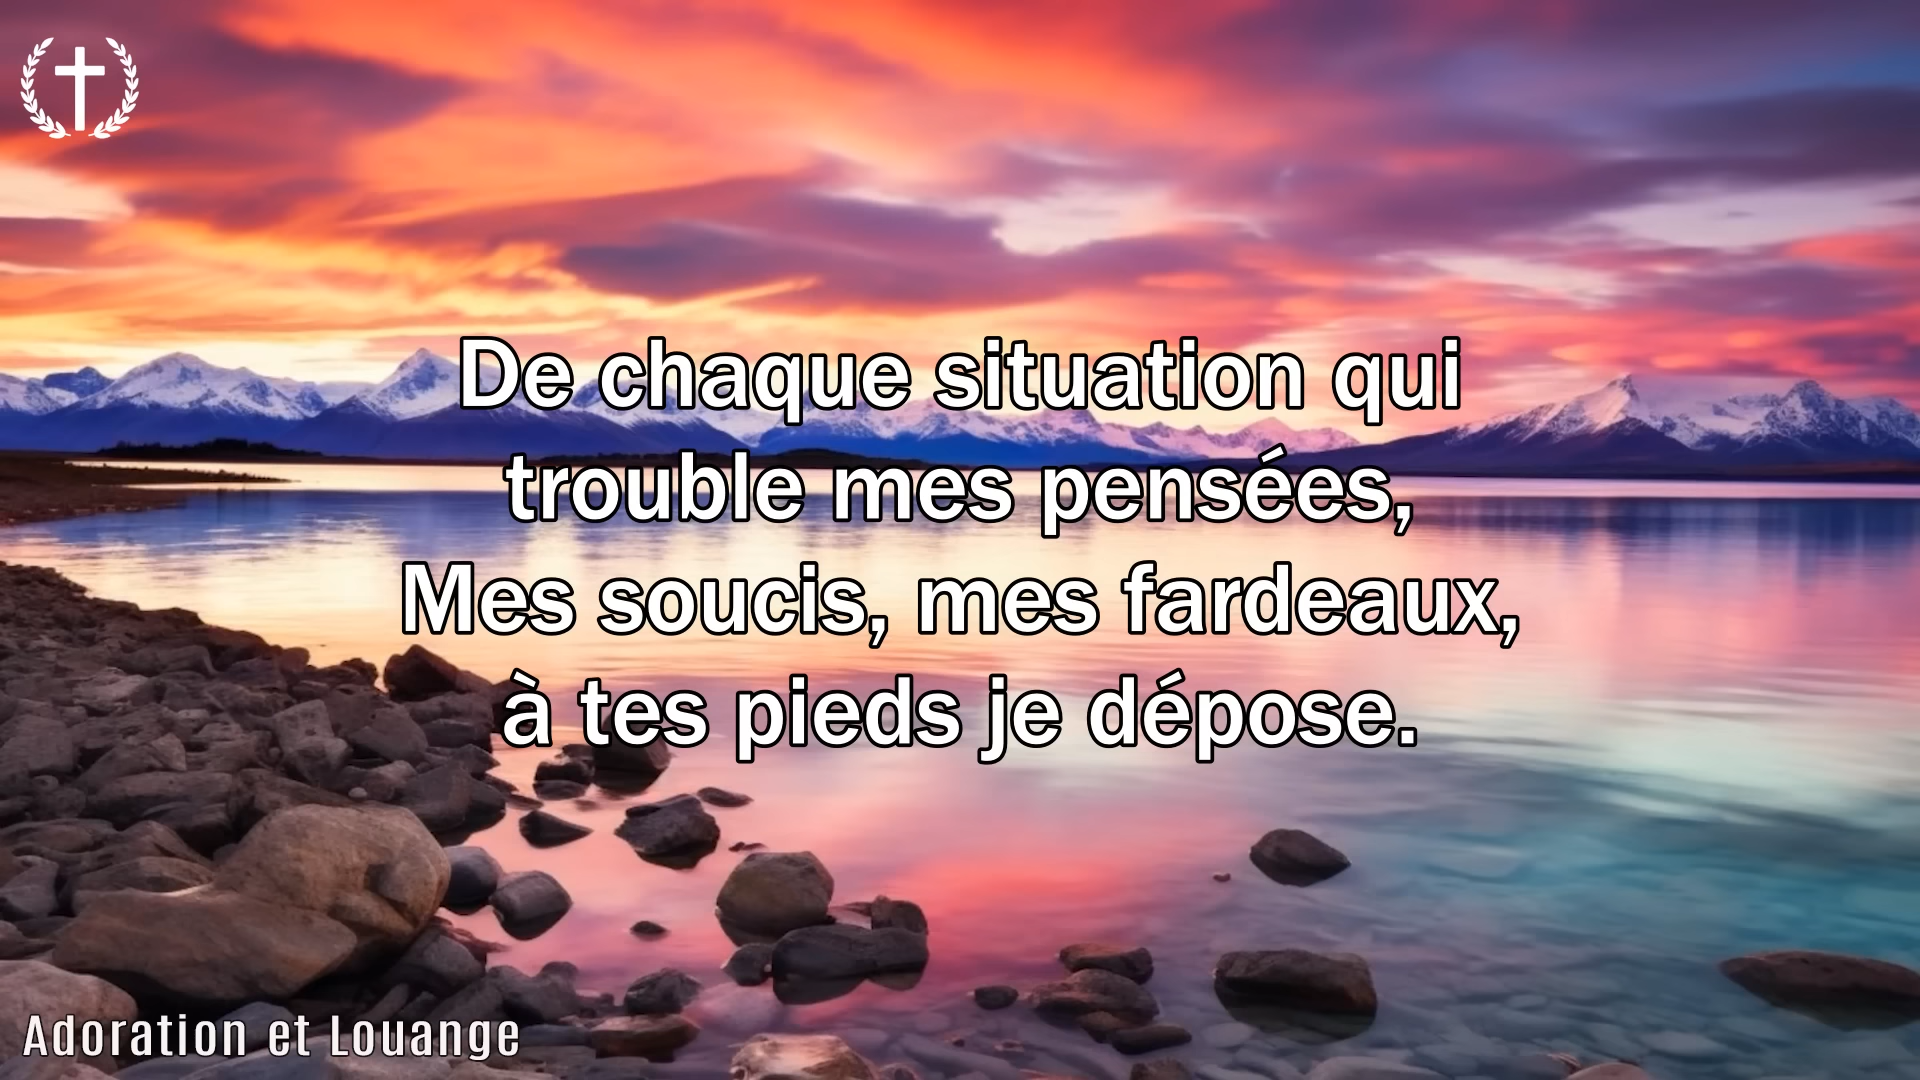 De chaque situation qui
trouble mes pensées,
Mes soucis, mes fardeaux,
à tes pieds je dépose.
Adoration et Louange